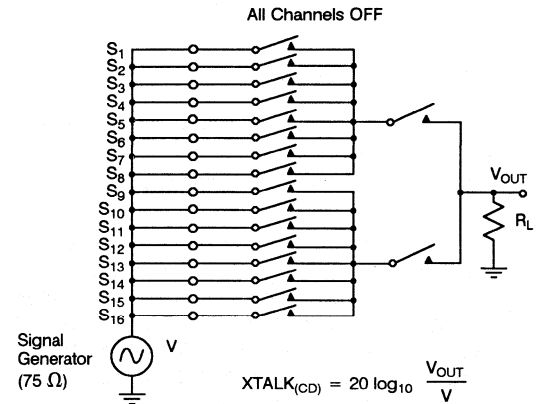 All Channels OFF
S1
S2
S3
S4
S5
S6
S7
S8
S9
S10
S11
S12
S13
S14
S15
S16
VOUT
RL
Signal
Generator
(75 Ω)
V
XTALK(CD) = 20 log10 VOUT / V